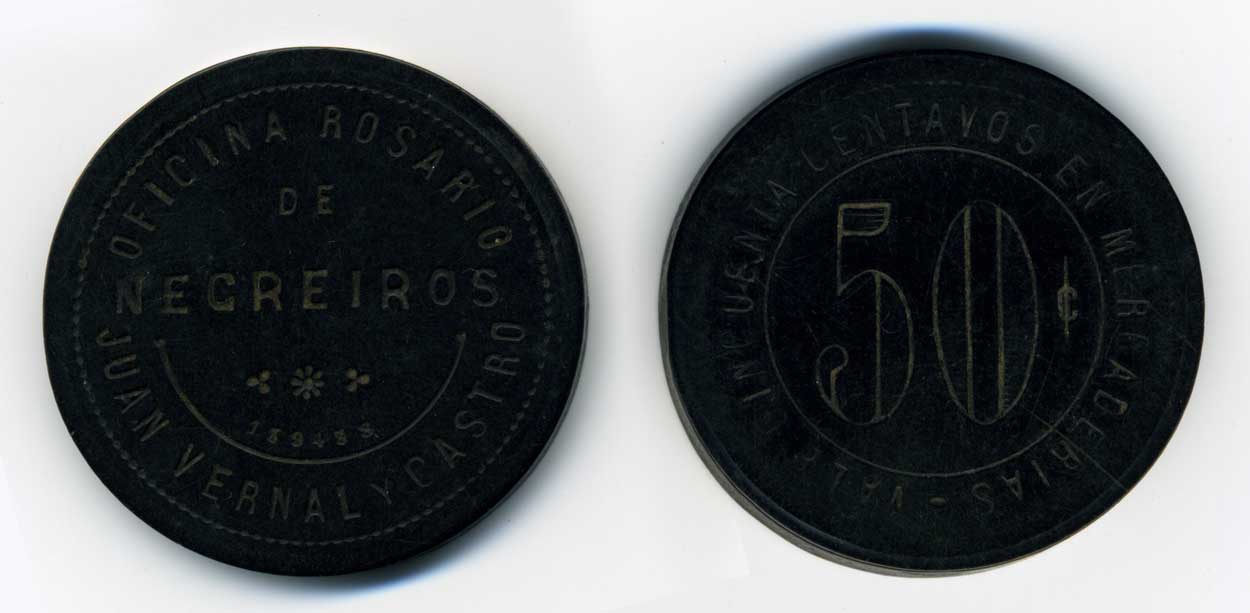 OFICINA ROSARIO
DE
NEGREIROS
JUAN VERNAL Y CASTRO
VALE CINCUENTA CENTAVOS EN MERCADERIAS -
50 ¢